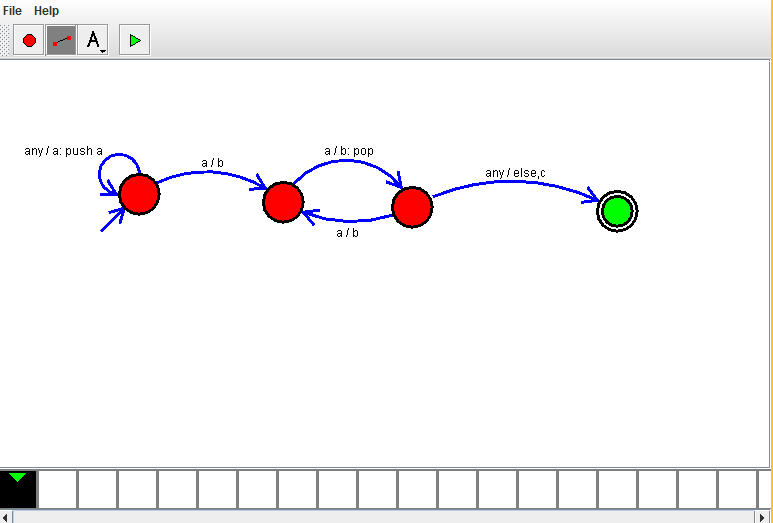 File Help
A
any / a: push a
a / b
a / b: pop
any / else,c
a / b